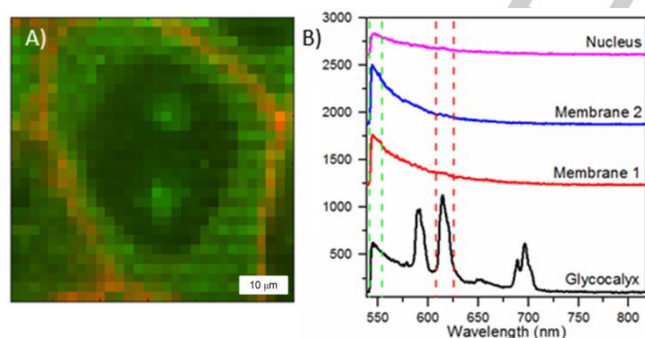 A)
10 μm
B)
3000
2500
2000
1500
1000
500
Nucleus
Membrane 2
Membrane 1
Glycocalyx
550 600 650 700 750 800
Wavelength (nm)